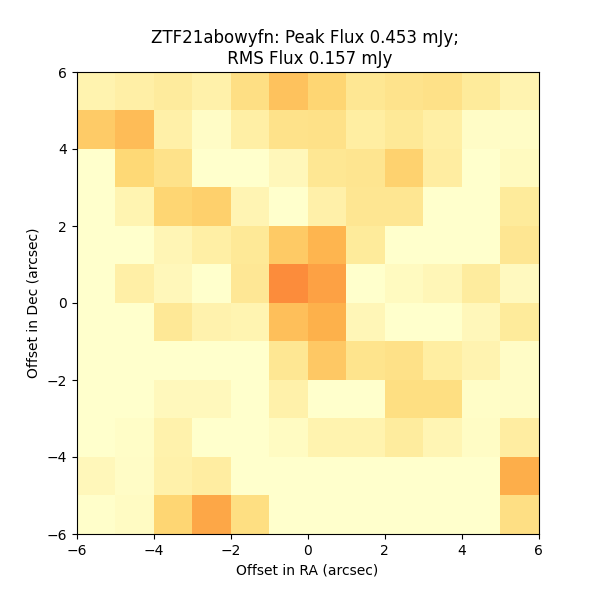 ZTF21abowyfn: Peak Flux 0.453 mJy;
RMS Flux 0.157 mJy
6
4
2
0
−2
−4
−6
Offset in Dec (arcsec)
−6 −4 −2 0 2 4 6
Offset in RA (arcsec)